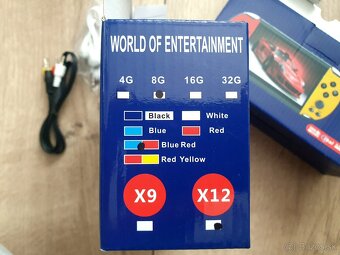 WORLD OF ENTERTAINMENT
4G 8G 16G 32G
Black White
Blue Red
Blue Red
Red Yellow
X9 X12